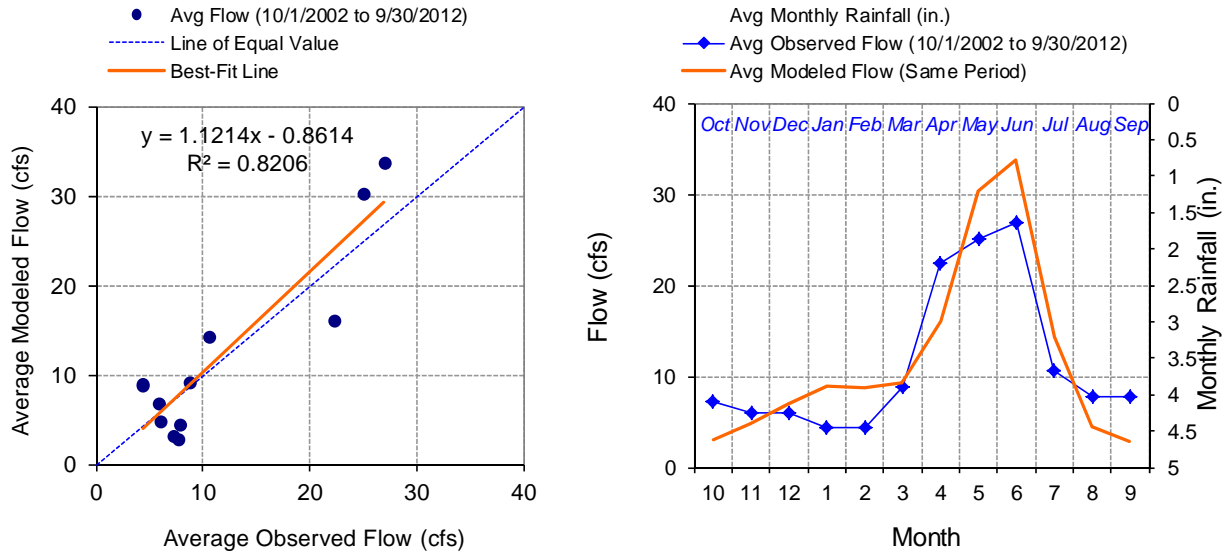 Avg Flow (10/1/2002 to 9/30/2012)
Line of Equal Value
Best-Fit Line
y = 1.1214x - 0.8614
R² = 0.8206
Average Modeled Flow (cfs)
40
30
20
10
0
0 10 20 30 40
Average Observed Flow (cfs)
Avg Monthly Rainfall (in.)
Avg Observed Flow (10/1/2002 to 9/30/2012)
Avg Modeled Flow (Same Period)
Oct Nov Dec Jan Feb Mar Apr May Jun Jul Aug Sep
Flow (cfs)
40
30
20
10
0
0
0.5
1
1.5
2
2.5
3
3.5
4
4.5
5
Monthly Rainfall (in.)
10 11 12 1 2 3 4 5 6 7 8 9
Month